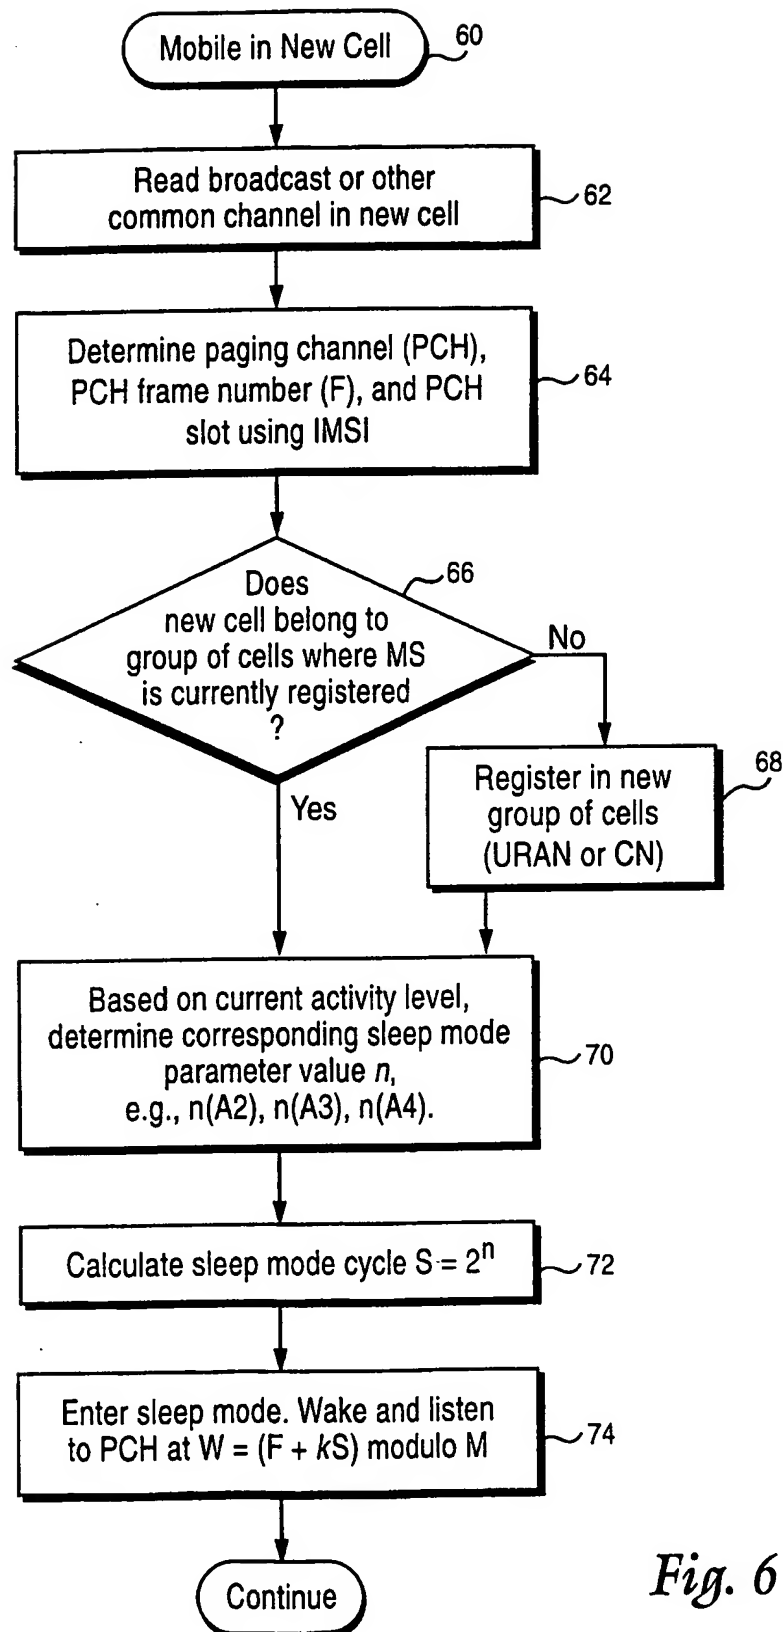 Mobile in New Cell
60
Read broadcast or other
common channel in new cell
62
Determine paging channel (PCH),
PCH frame number (F), and PCH
slot using IMSI
64
Does
new cell belong to
group of cells where MS
is currently registered
?
66
No
Yes
Register in new
group of cells
(URAN or CN)
68
Based on current activity level,
determine corresponding sleep mode
parameter value n,
e.g., n(A2), n(A3), n(A4).
70
Calculate sleep mode cycle S = 2ⁿ
72
Enter sleep mode. Wake and listen
to PCH at W = (F + kS) modulo M
74
Continue
Fig. 6